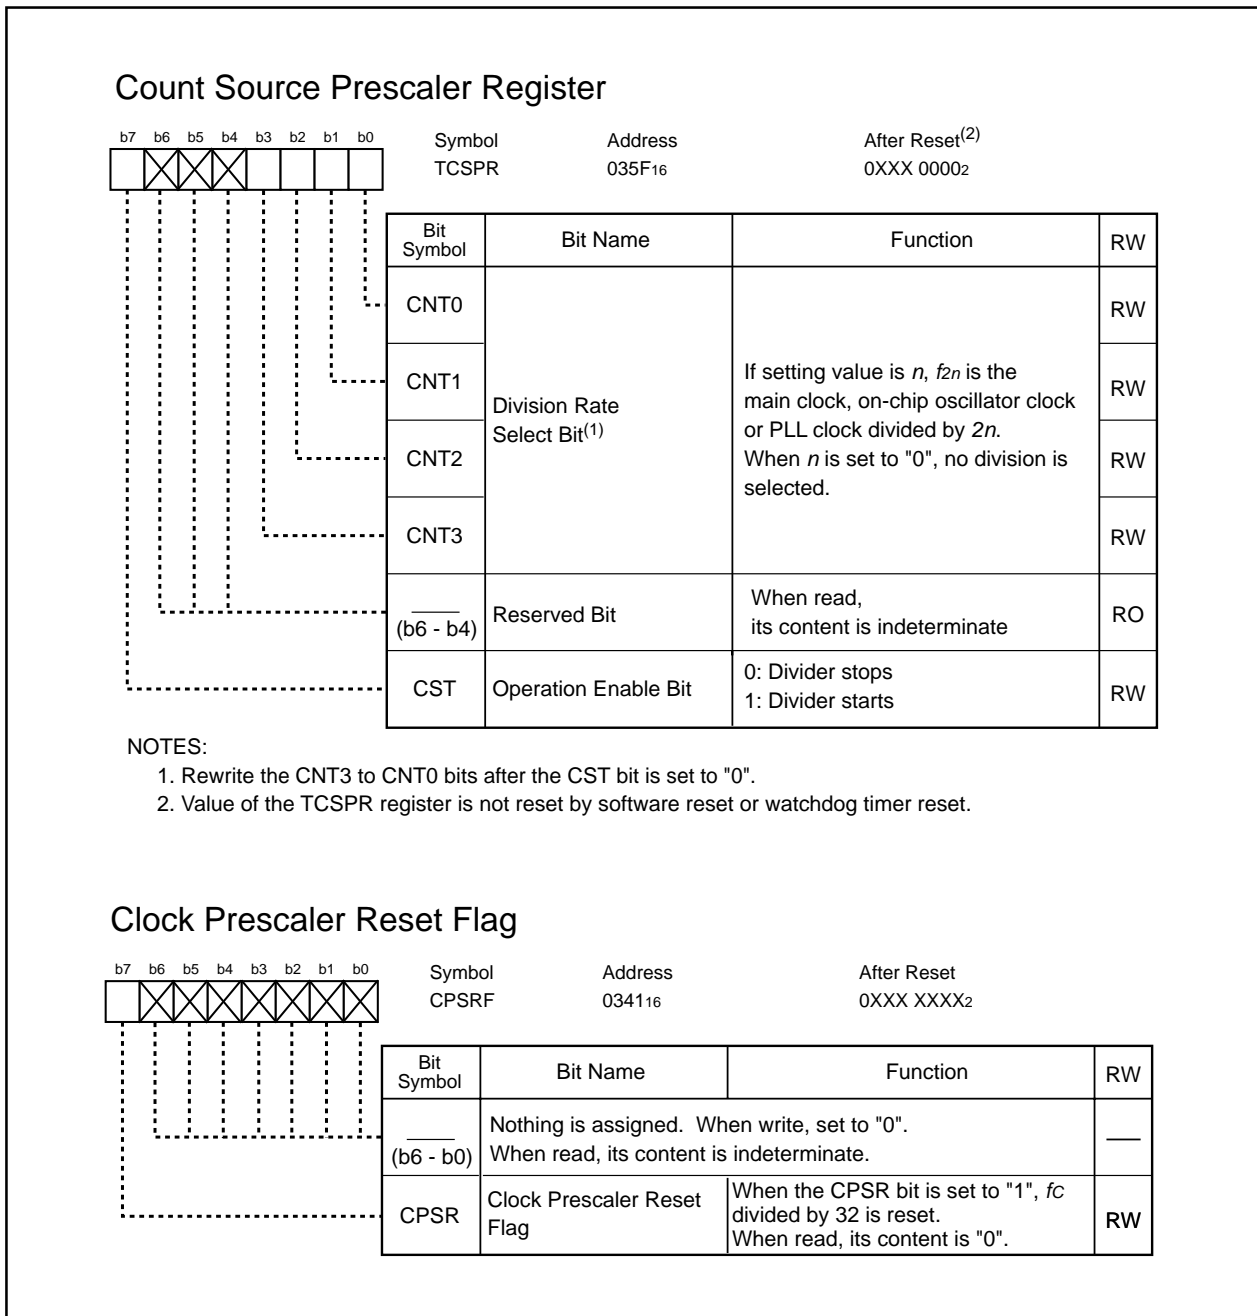 Count Source Prescaler Register
b7 b6 b5 b4 b3 b2 b1 b0
Symbol Address After Reset(2)
TCSPR 035F16 0XXX 00002
Bit Symbol Bit Name Function RW
CNT0 RW
CNT1 RW
CNT2 RW
CNT3 RW
Division Rate
Select Bit(1)
If setting value is n, f2n is the
main clock, on-chip oscillator clock
or PLL clock divided by 2n.
When n is set to "0", no division is
selected.
(b6 - b4) Reserved Bit When read,
its content is indeterminate RO
CST Operation Enable Bit 0: Divider stops
1: Divider starts RW
NOTES:
1. Rewrite the CNT3 to CNT0 bits after the CST bit is set to "0".
2. Value of the TCSPR register is not reset by software reset or watchdog timer reset.
Clock Prescaler Reset Flag
b7 b6 b5 b4 b3 b2 b1 b0
Symbol Address After Reset
CPSRF 034116 0XXX XXXX2
Bit Symbol Bit Name Function RW
(b6 - b0) Nothing is assigned. When write, set to "0".
When read, its content is indeterminate.
CPSR Clock Prescaler Reset
Flag
When the CPSR bit is set to "1", fC
divided by 32 is reset.
When read, its content is "0".
RW